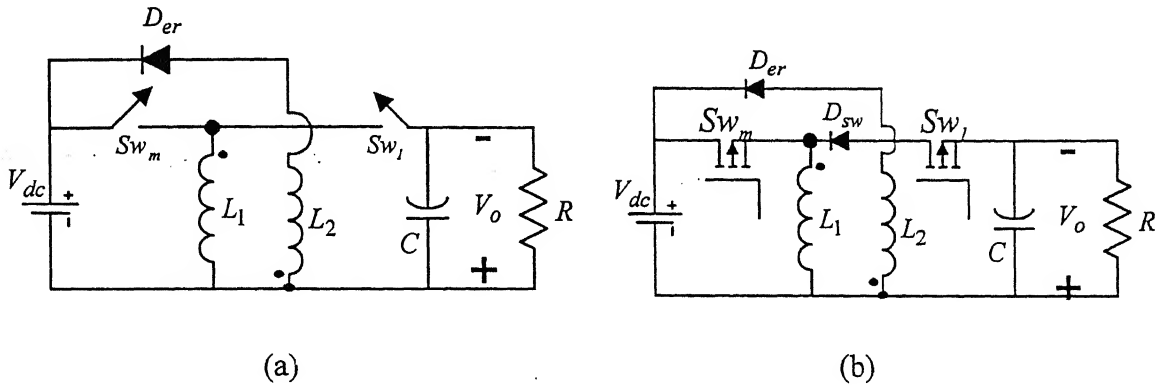 D_er
Sw_m
Sw_1
V_dc
+
-
L_1
L_2
C
V_o
R
-
+
(a)
D_er
Sw_m
D_sw
Sw_1
V_dc
+
-
L_1
L_2
C
V_o
R
-
+
(b)